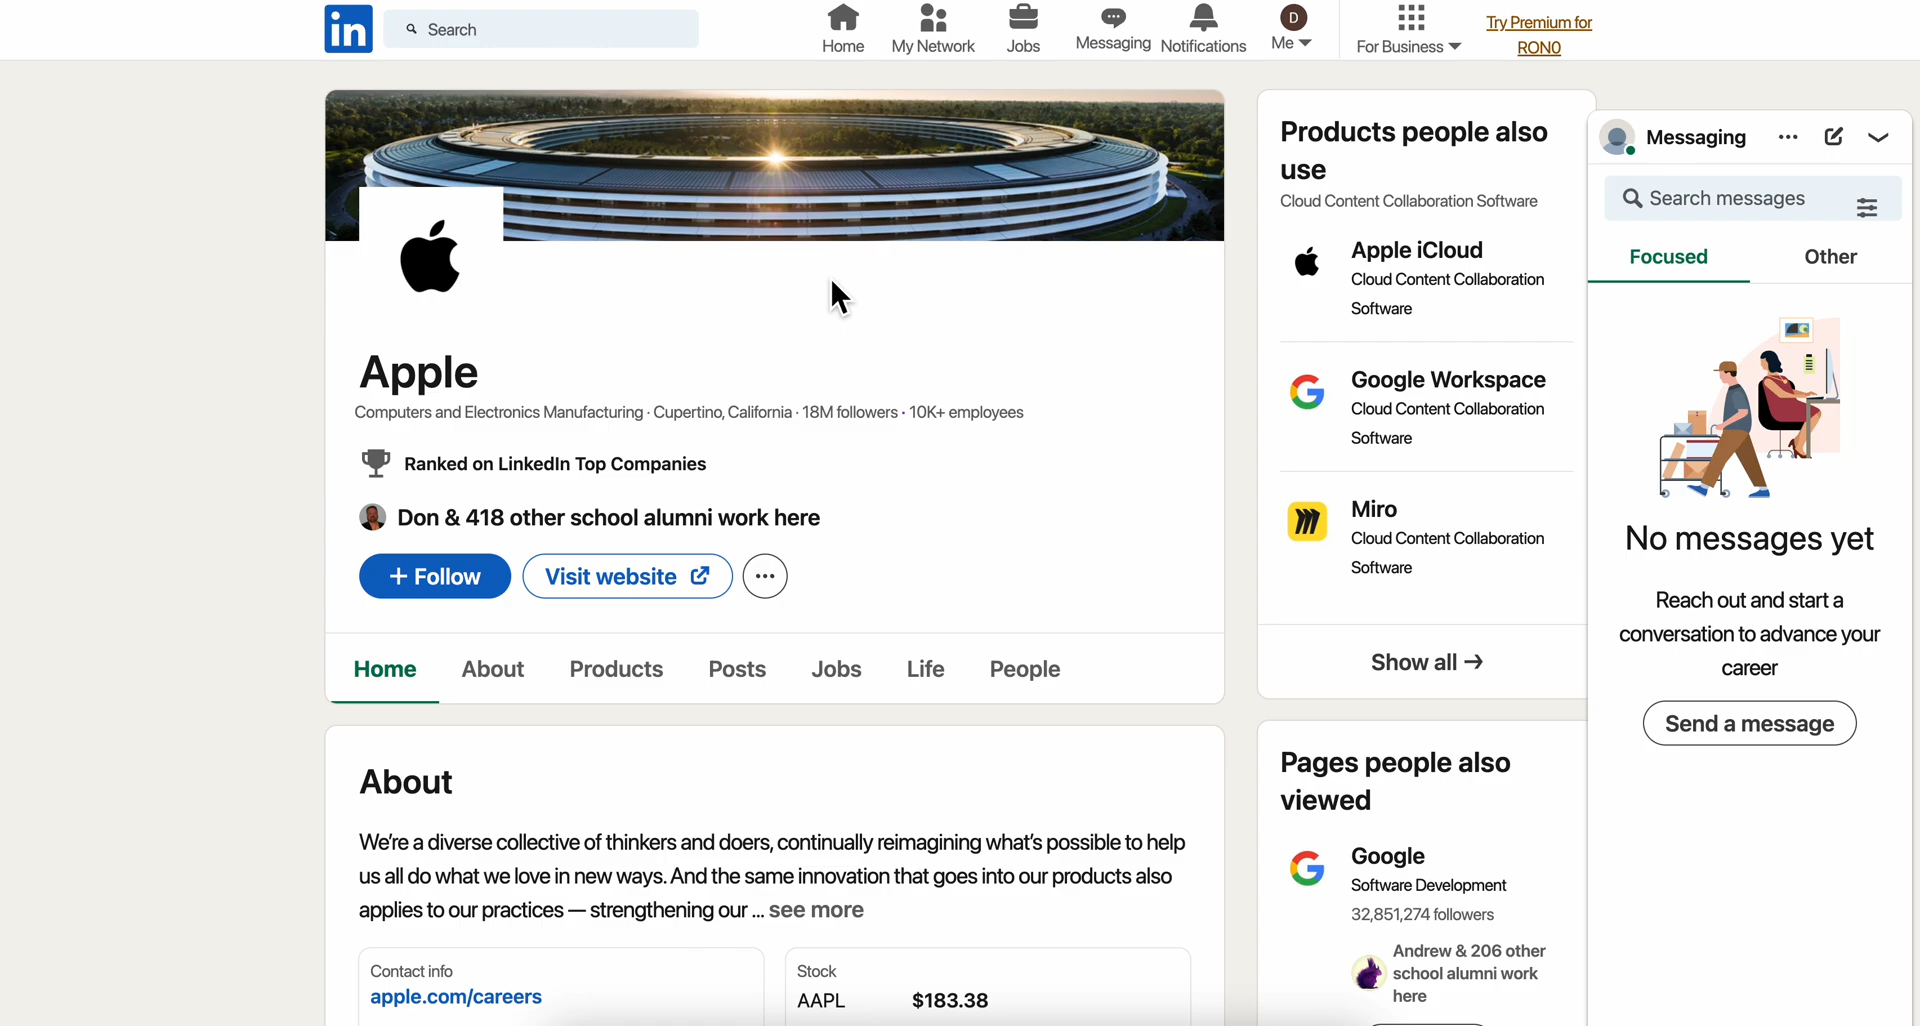 in
Search
Home
My Network
Jobs
Messaging
Notifications
D
Me
For Business
Try Premium for
RON0
Apple
Computers and Electronics Manufacturing · Cupertino, California · 18M followers · 10K+ employees
Ranked on LinkedIn Top Companies
Don & 418 other school alumni work here
+ Follow
Visit website
Home
About
Products
Posts
Jobs
Life
People
About
We're a diverse collective of thinkers and doers, continually reimagining what's possible to help
us all do what we love in new ways. And the same innovation that goes into our products also
applies to our practices — strengthening our ... see more
Contact info
apple.com/careers
Stock
AAPL $183.38
Products people also
use
Cloud Content Collaboration Software
Apple iCloud
Cloud Content Collaboration
Software
Google Workspace
Cloud Content Collaboration
Software
Miro
Cloud Content Collaboration
Software
Show all →
Pages people also
viewed
Google
Software Development
32,851,274 followers
Andrew & 206 other
school alumni work
here
Messaging
Search messages
Focused
Other
No messages yet
Reach out and start a
conversation to advance your
career
Send a message